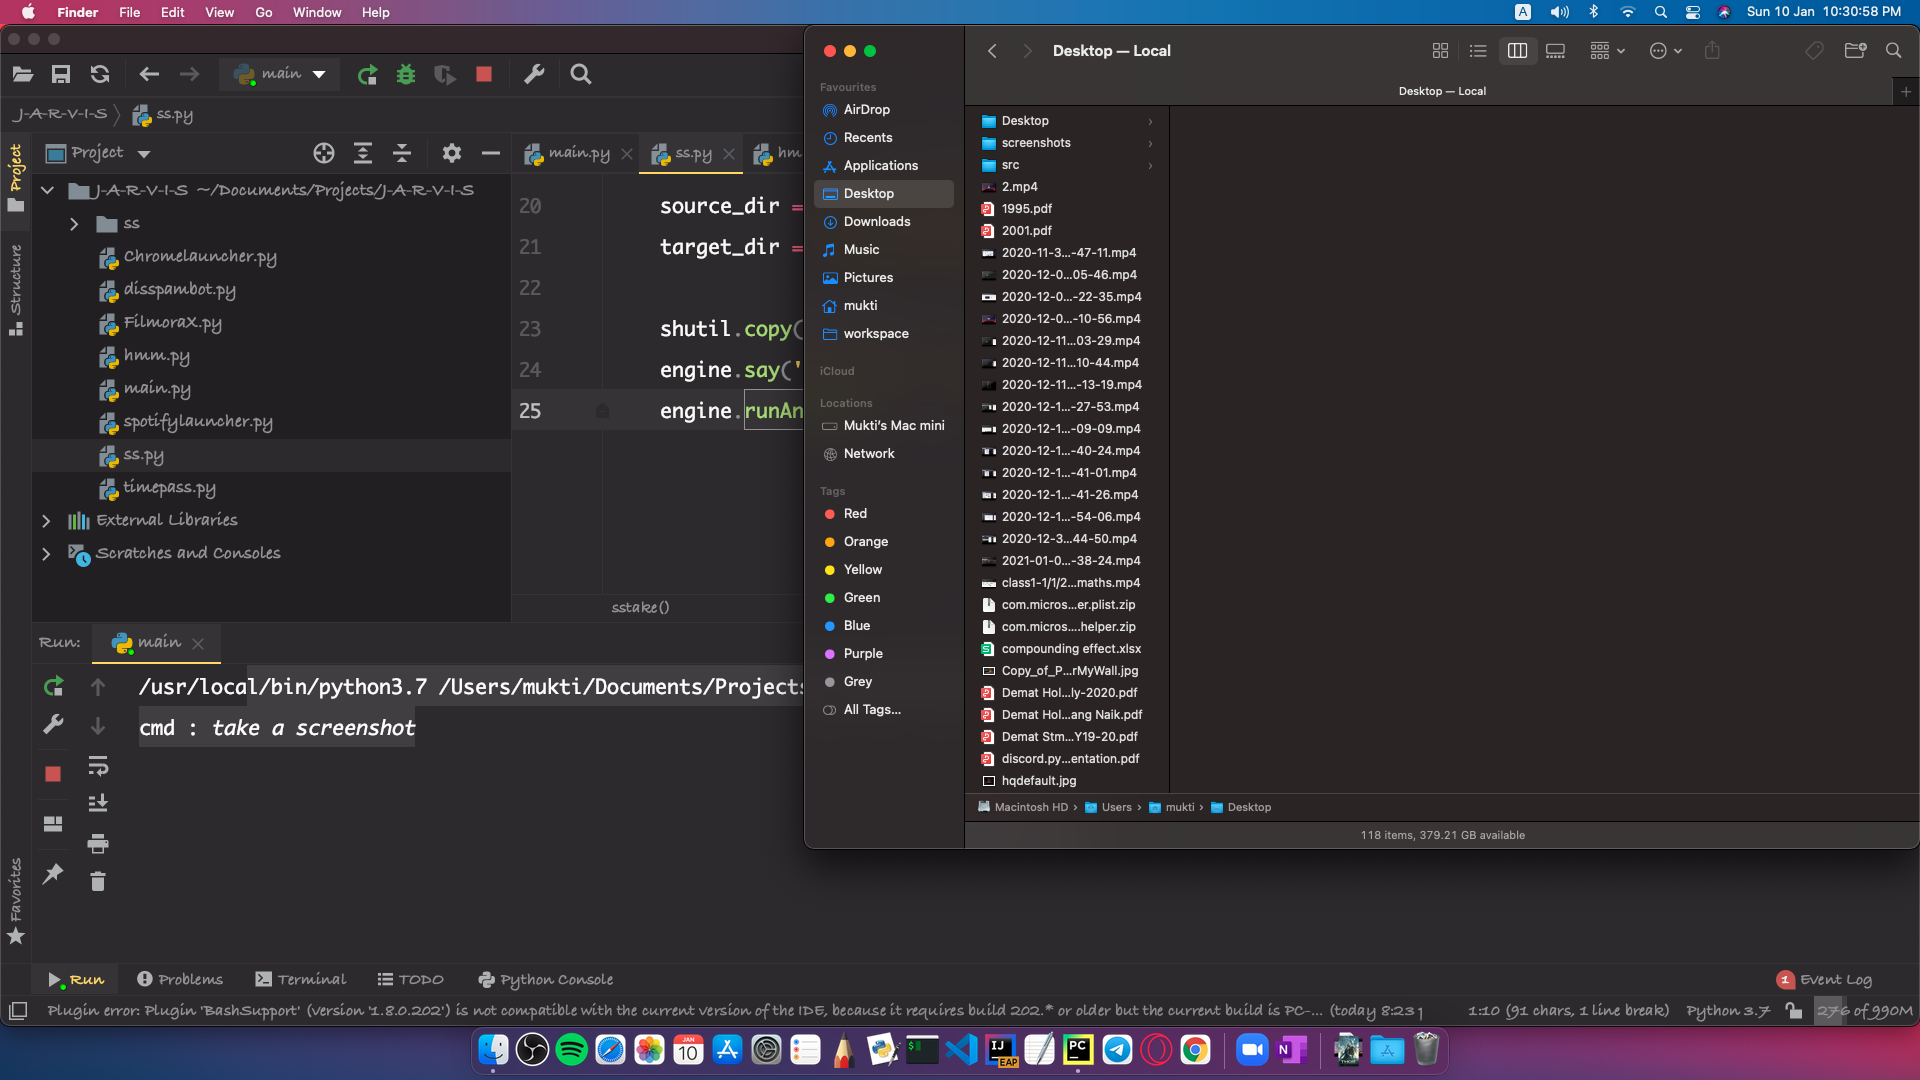 Finder File Edit View Go Window Help
A
Sun 10 Jan 10:30:58 PM
main
J-A-R-V-I-S ss.py
Project
Structure
Favorites
Project
J-A-R-V-I-S ~/Documents/Projects/J-A-R-V-I-S
ss
Chromelauncher.py
disspambot.py
FilmoraX.py
hmm.py
main.py
spotifylauncher.py
ss.py
timepass.py
External Libraries
Scratches and Consoles
main.py ss.py hm
20 source_dir =
21 target_dir =
22
23 shutil.copy(
24 engine.say('
25 engine.runAn
sstake()
Run: main
/usr/local/bin/python3.7 /Users/mukti/Documents/Projects
cmd : take a screenshot
Desktop — Local
Desktop — Local
Favourites
AirDrop
Recents
Applications
Desktop
Downloads
Music
Pictures
mukti
workspace
iCloud
Locations
Mukti's Mac mini
Network
Tags
Red
Orange
Yellow
Green
Blue
Purple
Grey
All Tags...
Desktop
screenshots
src
2.mp4
1995.pdf
2001.pdf
2020-11-3...-47-11.mp4
2020-12-0...05-46.mp4
2020-12-0...-22-35.mp4
2020-12-0...-10-56.mp4
2020-12-11...03-29.mp4
2020-12-11...10-44.mp4
2020-12-11...-13-19.mp4
2020-12-1...-27-53.mp4
2020-12-1...-09-09.mp4
2020-12-1...-40-24.mp4
2020-12-1...-41-01.mp4
2020-12-1...-41-26.mp4
2020-12-1...-54-06.mp4
2020-12-3...44-50.mp4
2021-01-0...-38-24.mp4
class1-1/1/2...maths.mp4
com.micros...er.plist.zip
com.micros....helper.zip
compounding effect.xlsx
Copy_of_P...rMyWall.jpg
Demat Hol...ly-2020.pdf
Demat Hol...ang Naik.pdf
Demat Stm...Y19-20.pdf
discord.py...entation.pdf
hqdefault.jpg
Macintosh HD › Users › mukti › Desktop
118 items, 379.21 GB available
Run Problems Terminal TODO Python Console
1 Event Log
Plugin error: Plugin 'BashSupport' (version '1.8.0.202') is not compatible with the current version of the IDE, because it requires build 202.* or older but the current build is PC-... (today 8:23 1:10 (91 chars, 1 line break) Python 3.7 276 of 990M
JAN
10
$
IJ
EAP
PC
N